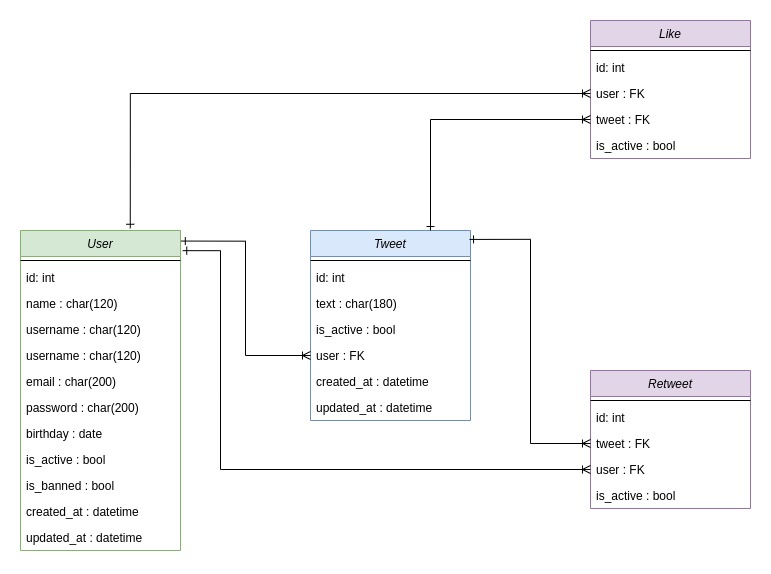 Like
id: int
user : FK
tweet : FK
is_active : bool
User
id: int
name : char(120)
username : char(120)
username : char(120)
email : char(200)
password : char(200)
birthday : date
is_active : bool
is_banned : bool
created_at : datetime
updated_at : datetime
Tweet
id: int
text : char(180)
is_active : bool
user : FK
created_at : datetime
updated_at : datetime
Retweet
id: int
tweet : FK
user : FK
is_active : bool